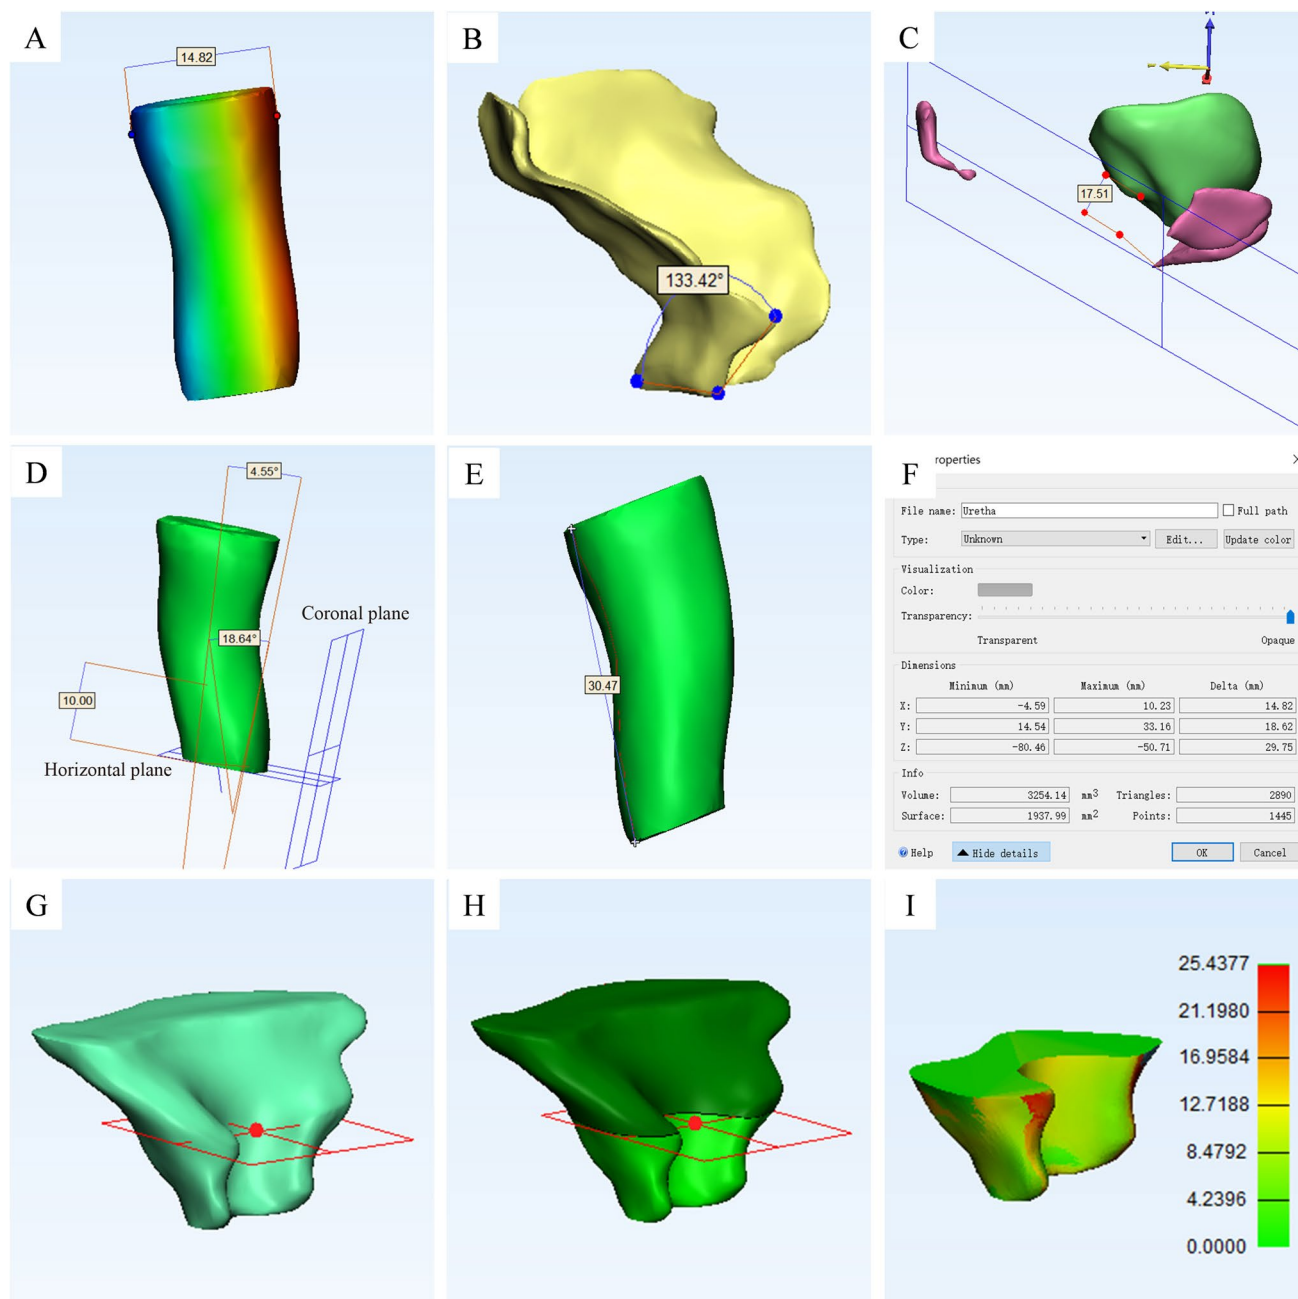 A
14.82
B
133.42°
C
17.51
D
4.55°
Coronal plane
18.64°
10.00
Horizontal plane
E
30.47
F
roperties
File name: Uretha Full path
Type: Unknown Edit... Update color
Visualization
Color:
Transparency:
Transparent Opaque
Dimensions
Minimum (mm) Maximum (mm) Delta (mm)
X: -4.59 10.23 14.82
Y: 14.54 33.16 18.62
Z: -80.46 -50.71 29.75
Info
Volume: 3254.14 mm3 Triangles: 2890
Surface: 1937.99 mm2 Points: 1445
Help Hide details OK Cancel
G
H
I
25.4377
21.1980
16.9584
12.7188
8.4792
4.2396
0.0000